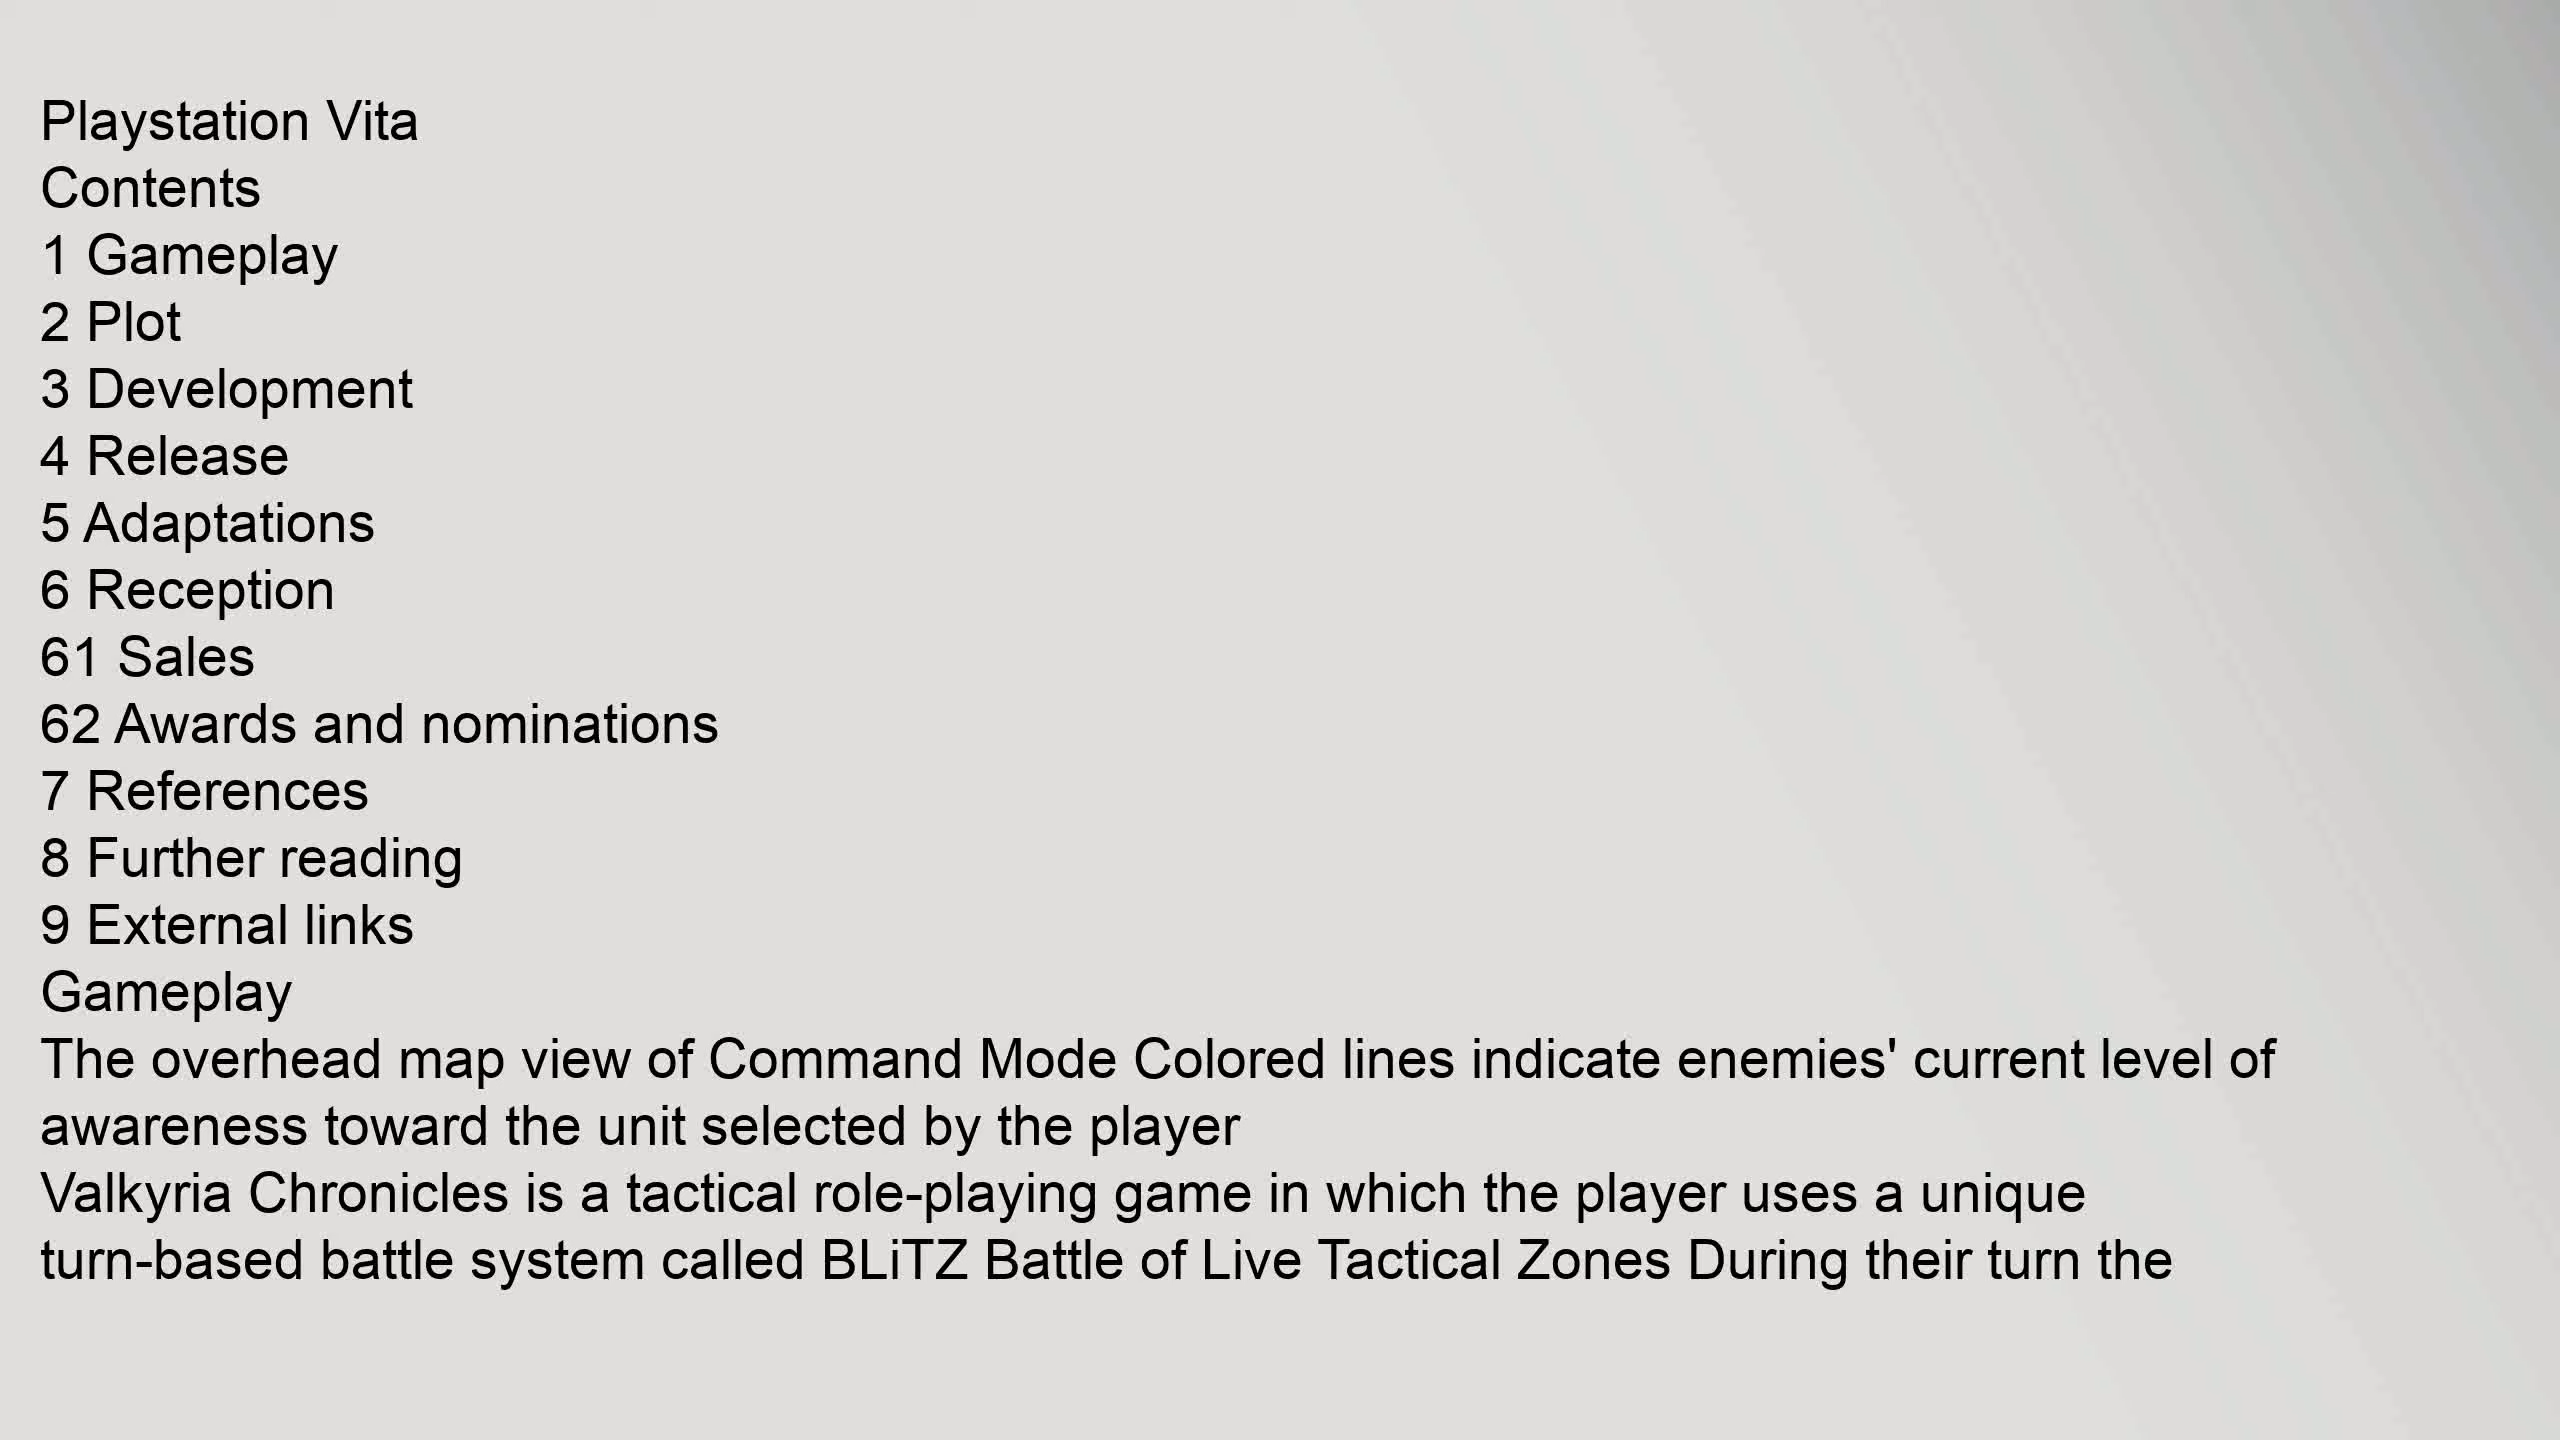 Playstation Vita
Contents
1 Gameplay
2 Plot
3 Development
4 Release
5 Adaptations
6 Reception
61 Sales
62 Awards and nominations
7 References
8 Further reading
9 External links
Gameplay
The overhead map view of Command Mode Colored lines indicate enemies' current level of
awareness toward the unit selected by the player
Valkyria Chronicles is a tactical role-playing game in which the player uses a unique
turn-based battle system called BLiTZ Battle of Live Tactical Zones During their turn the